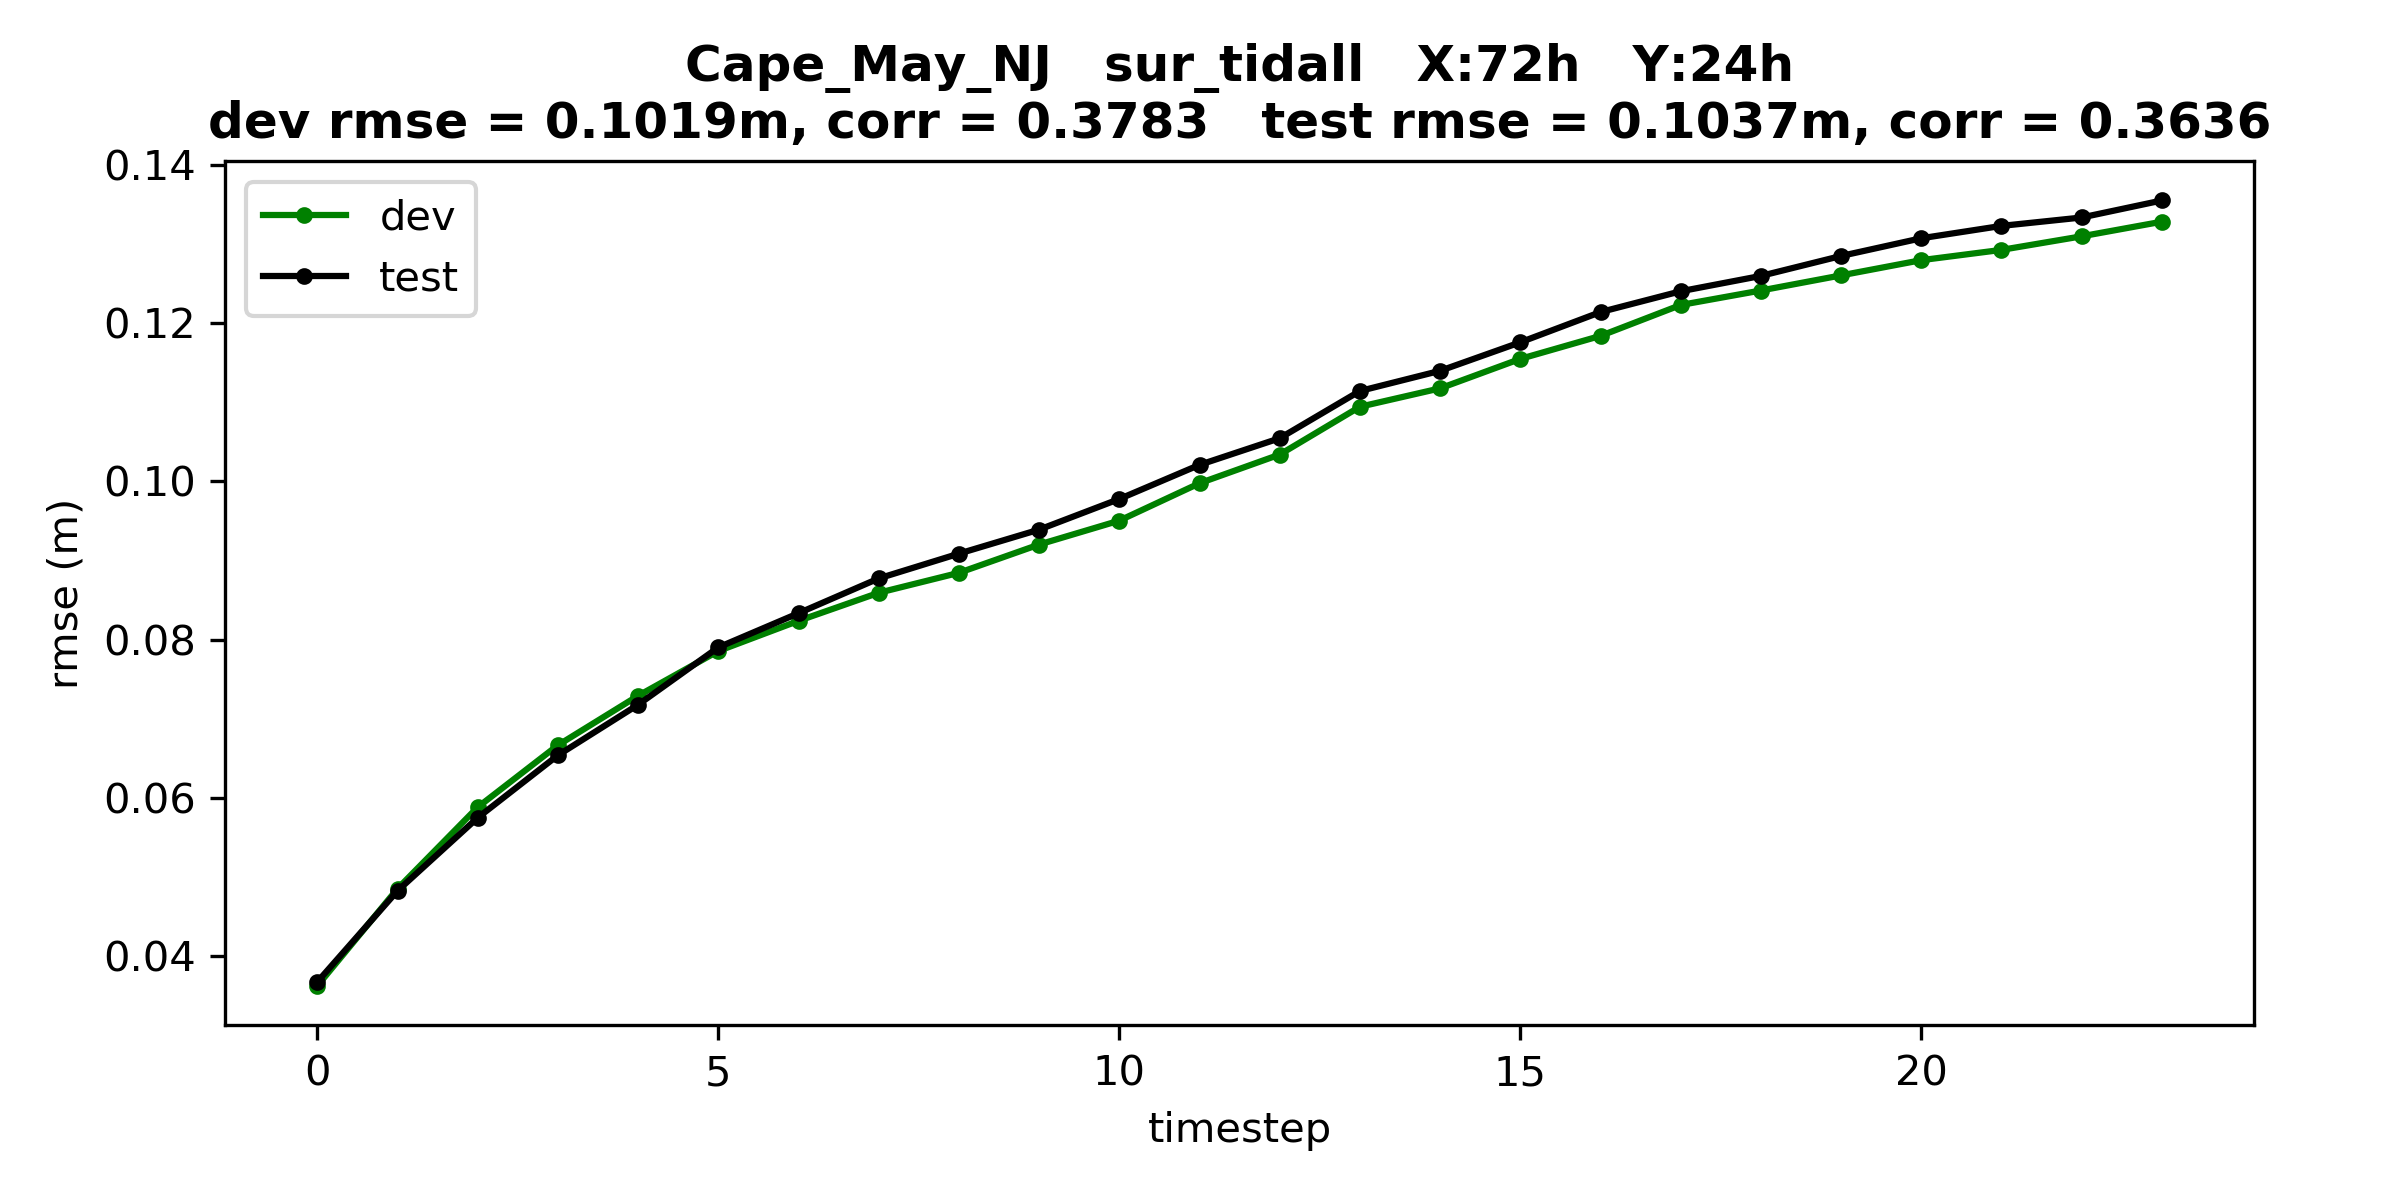 Cape_May_NJ   sur_tidall   X:72h   Y:24h
dev rmse = 0.1019m, corr = 0.3783   test rmse = 0.1037m, corr = 0.3636
dev
test
0.14
0.12
0.10
0.08
0.06
0.04
rmse (m)
0 5 10 15 20
timestep